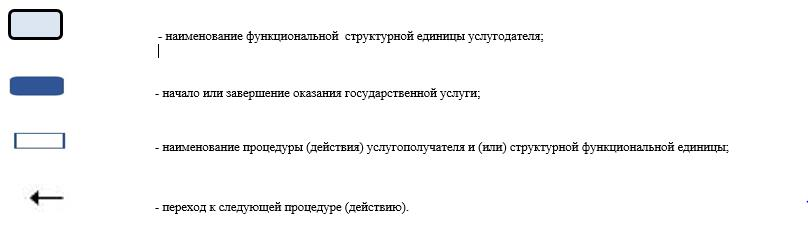 - наименование функциональной структурной единицы услугодателя;
- начало или завершение оказания государственной услуги;
- наименование процедуры (действия) услугополучателя и (или) структурной функциональной единицы;
- переход к следующей процедуре (действию).